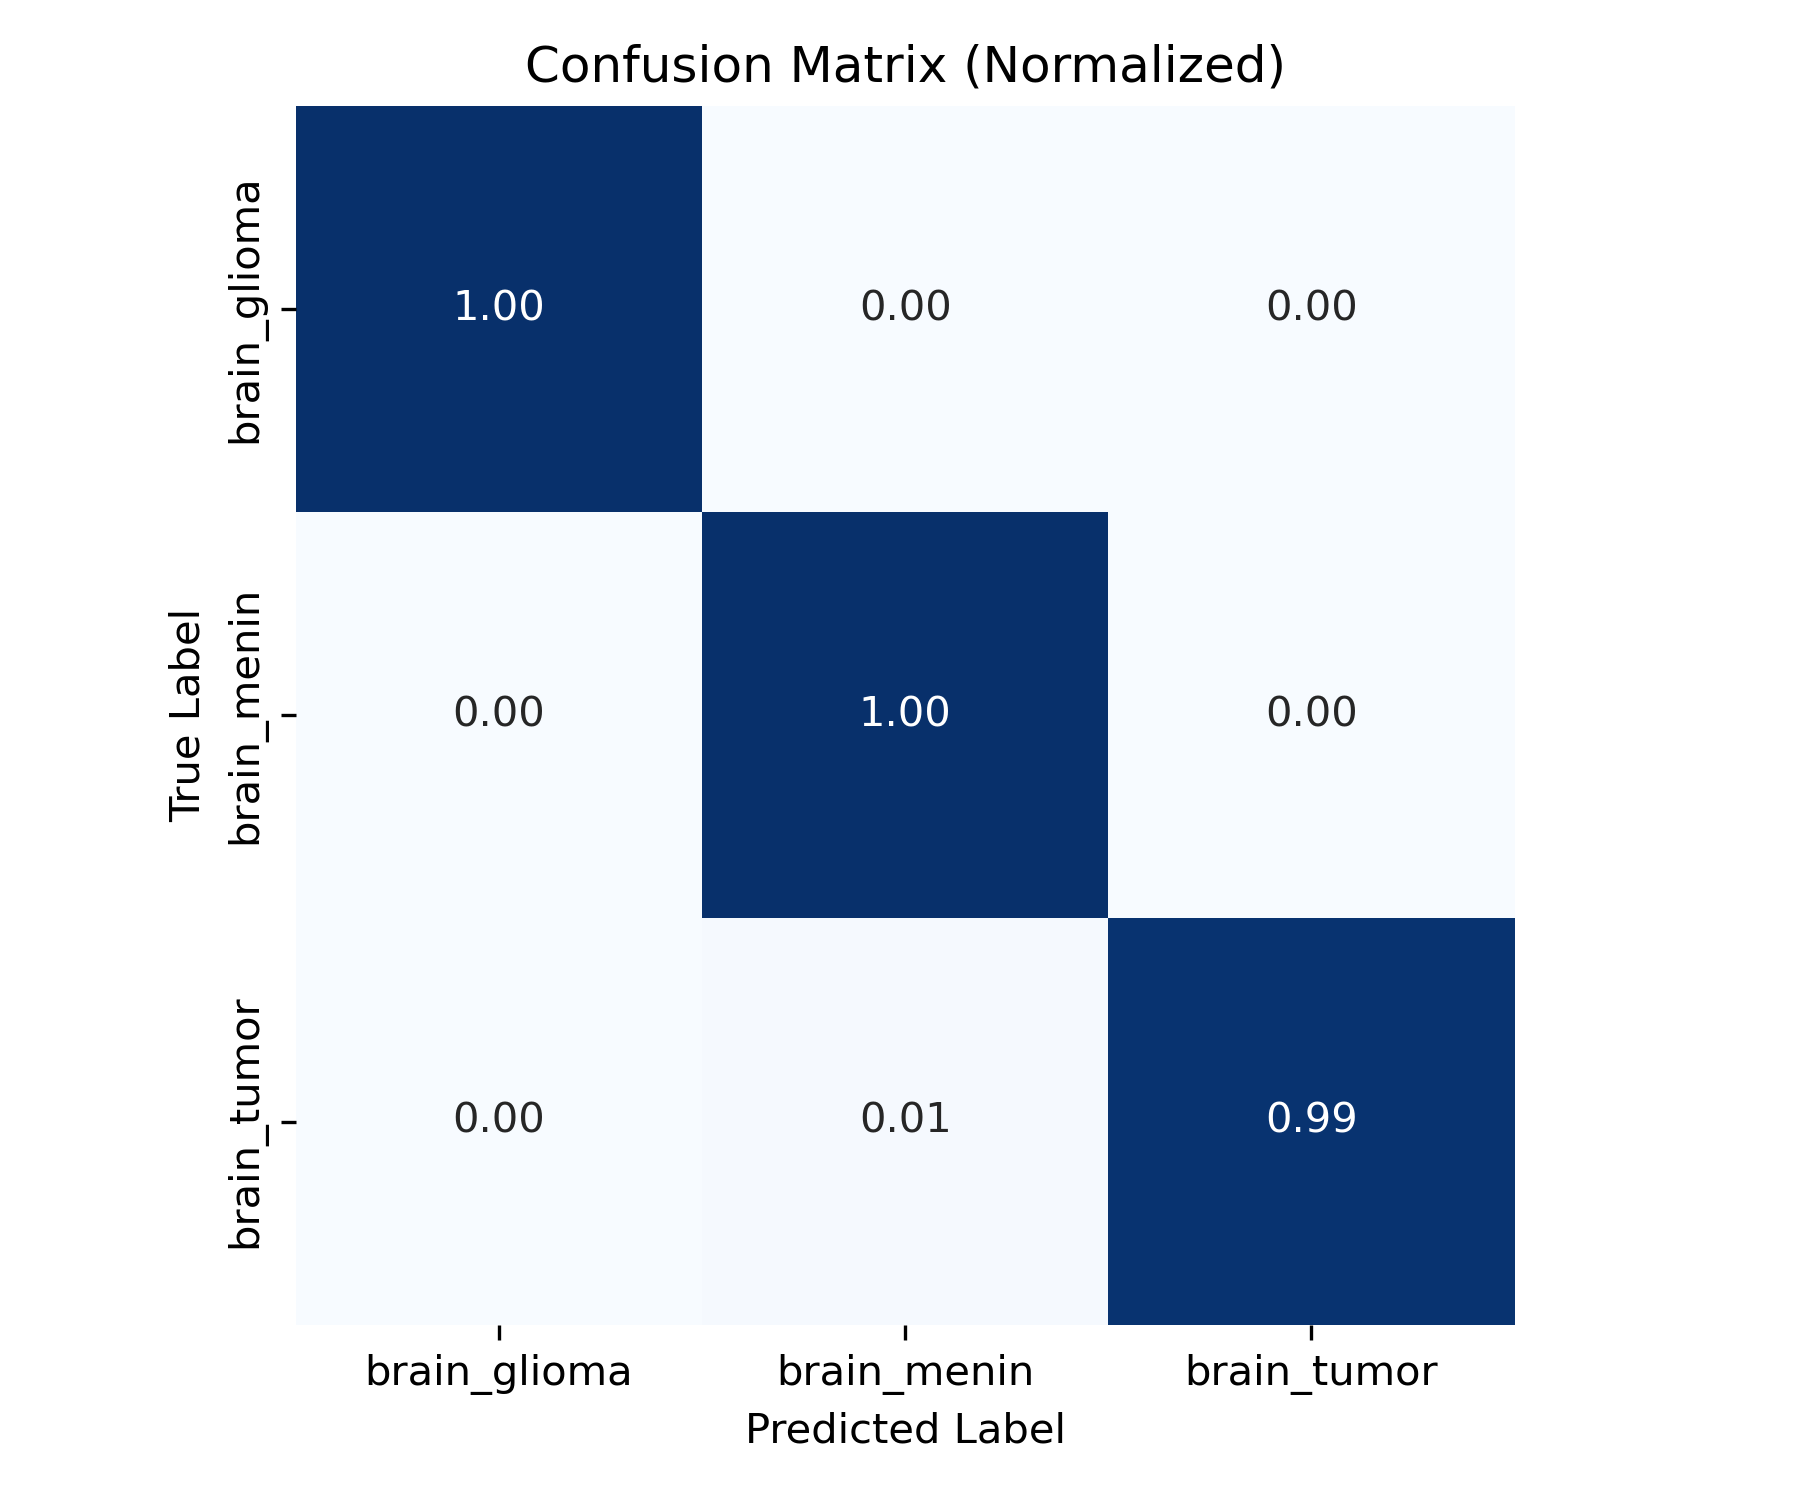 Confusion Matrix (Normalized)
True Label
brain_glioma
1.00 0.00 0.00
brain_menin
0.00 1.00 0.00
brain_tumor
0.00 0.01 0.99
brain_glioma brain_menin brain_tumor
Predicted Label